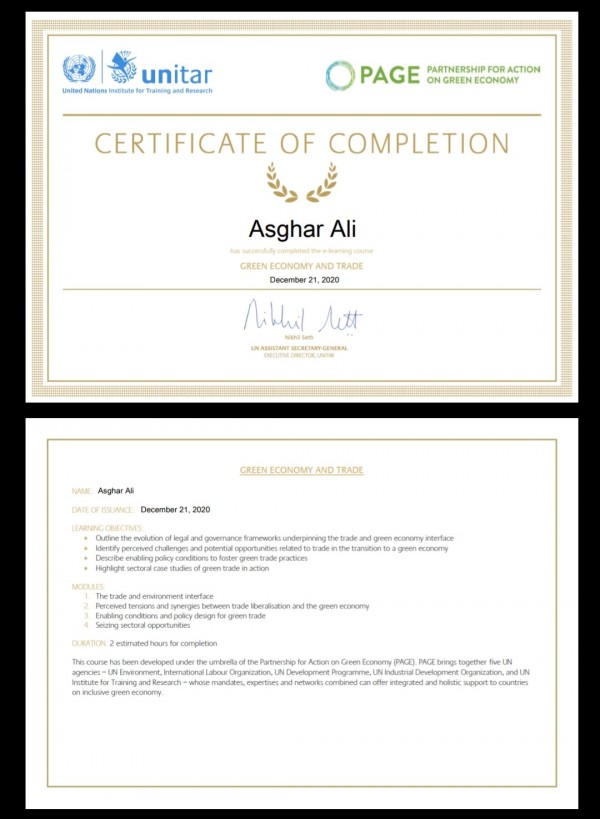 unitar
United Nations Institute for Training and Research
PAGE
PARTNERSHIP FOR ACTION
ON GREEN ECONOMY
CERTIFICATE OF COMPLETION
Asghar Ali
has successfully completed the e-learning course
GREEN ECONOMY AND TRADE
December 21, 2020
Nikhil Seth
Nikhil Seth
UN ASSISTANT SECRETARY-GENERAL
EXECUTIVE DIRECTOR, UNITAR
GREEN ECONOMY AND TRADE
NAME: Asghar Ali
DATE OF ISSUANCE: December 21, 2020
LEARNING OBJECTIVES:
• Outline the evolution of legal and governance frameworks underpinning the trade and green economy interface
• Identify perceived challenges and potential opportunities related to trade in the transition to a green economy
• Describe enabling policy conditions to foster green trade practices
• Highlight sectoral case studies of green trade in action
MODULES:
1. The trade and environment interface
2. Perceived tensions and synergies between trade liberalisation and the green economy
3. Enabling conditions and policy design for green trade
4. Seizing sectoral opportunities
DURATION: 2 estimated hours for completion
This course has been developed under the umbrella of the Partnership for Action on Green Economy (PAGE). PAGE brings together five UN
agencies – UN Environment, International Labour Organization, UN Development Programme, UN Industrial Development Organization, and UN
Institute for Training and Research – whose mandates, expertises and networks combined can offer integrated and holistic support to countries
on inclusive green economy.